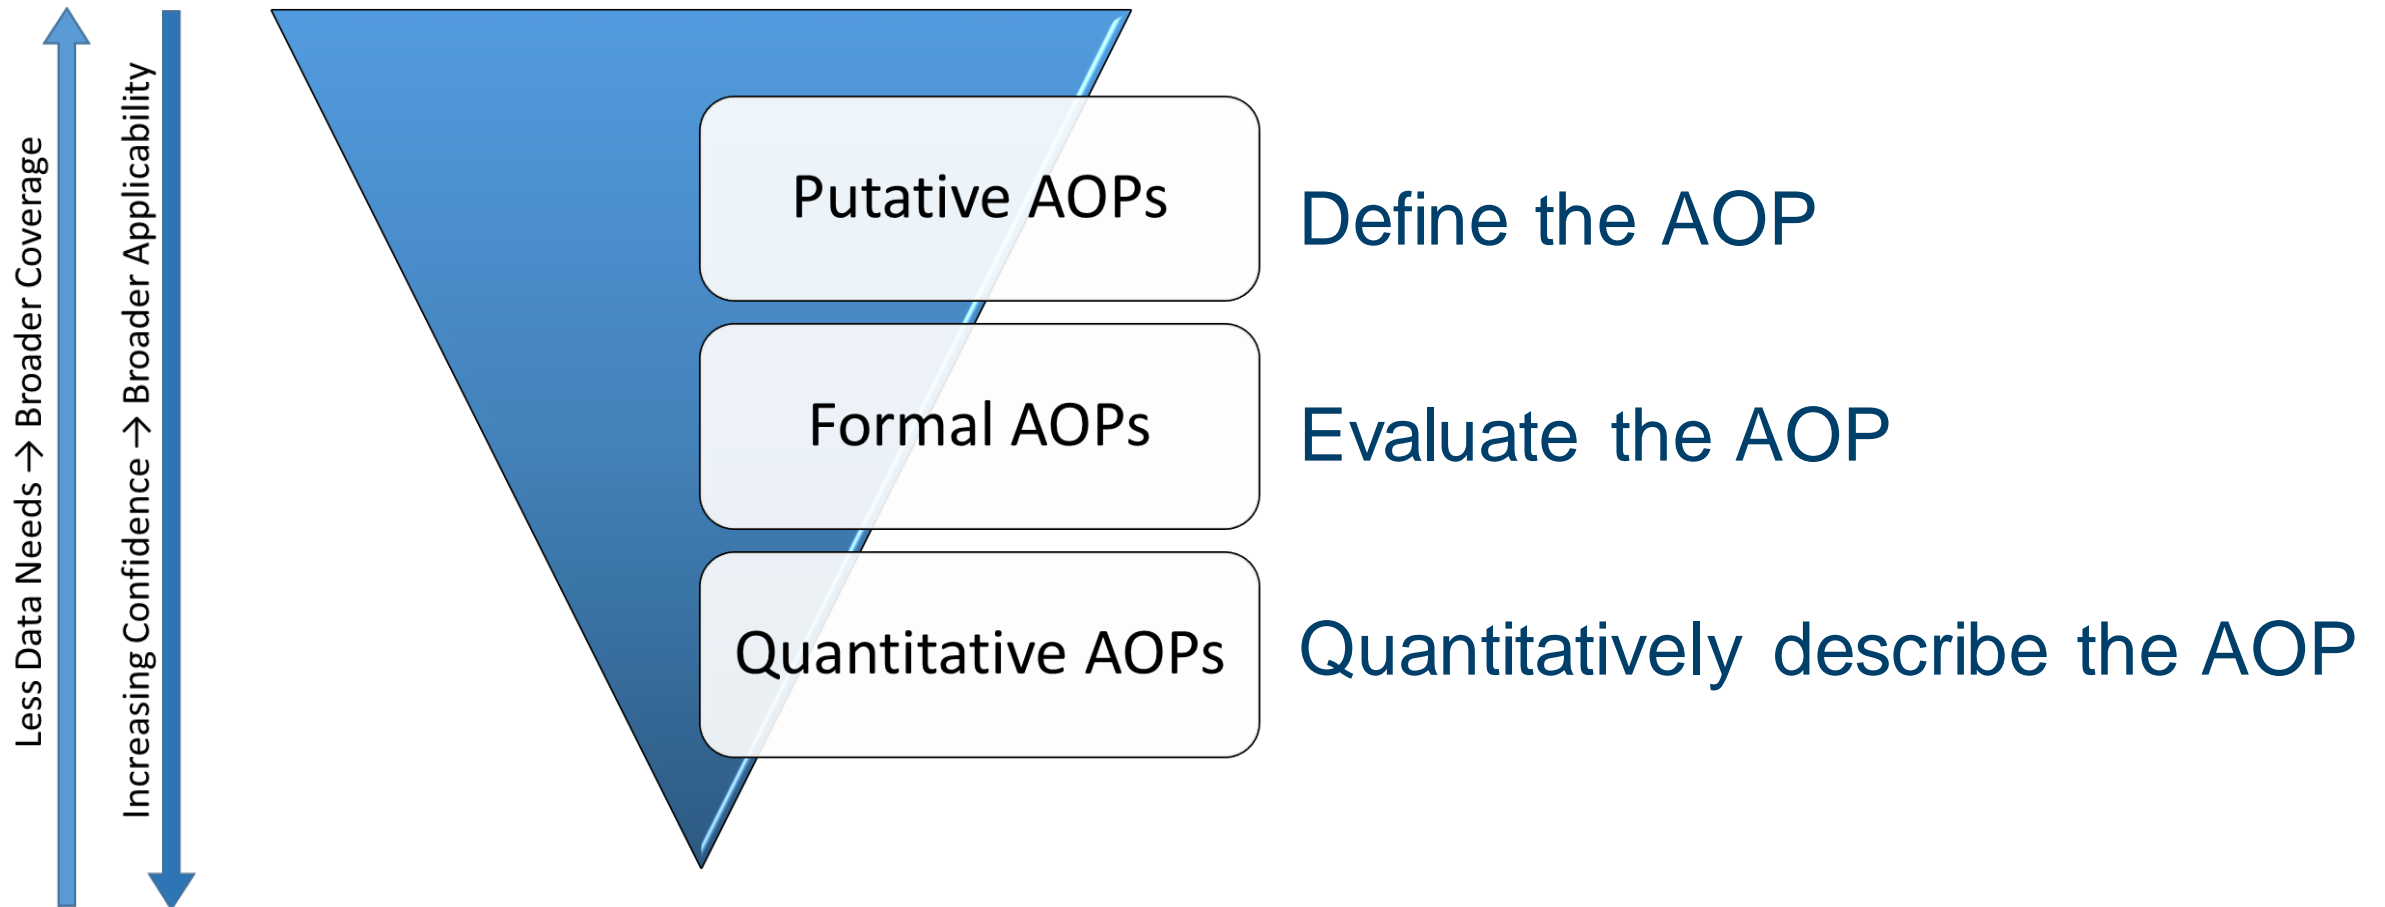 Less Data Needs → Broader Coverage
Increasing Confidence → Broader Applicability
Putative AOPs
Define the AOP
Formal AOPs
Evaluate the AOP
Quantitative AOPs
Quantitatively describe the AOP